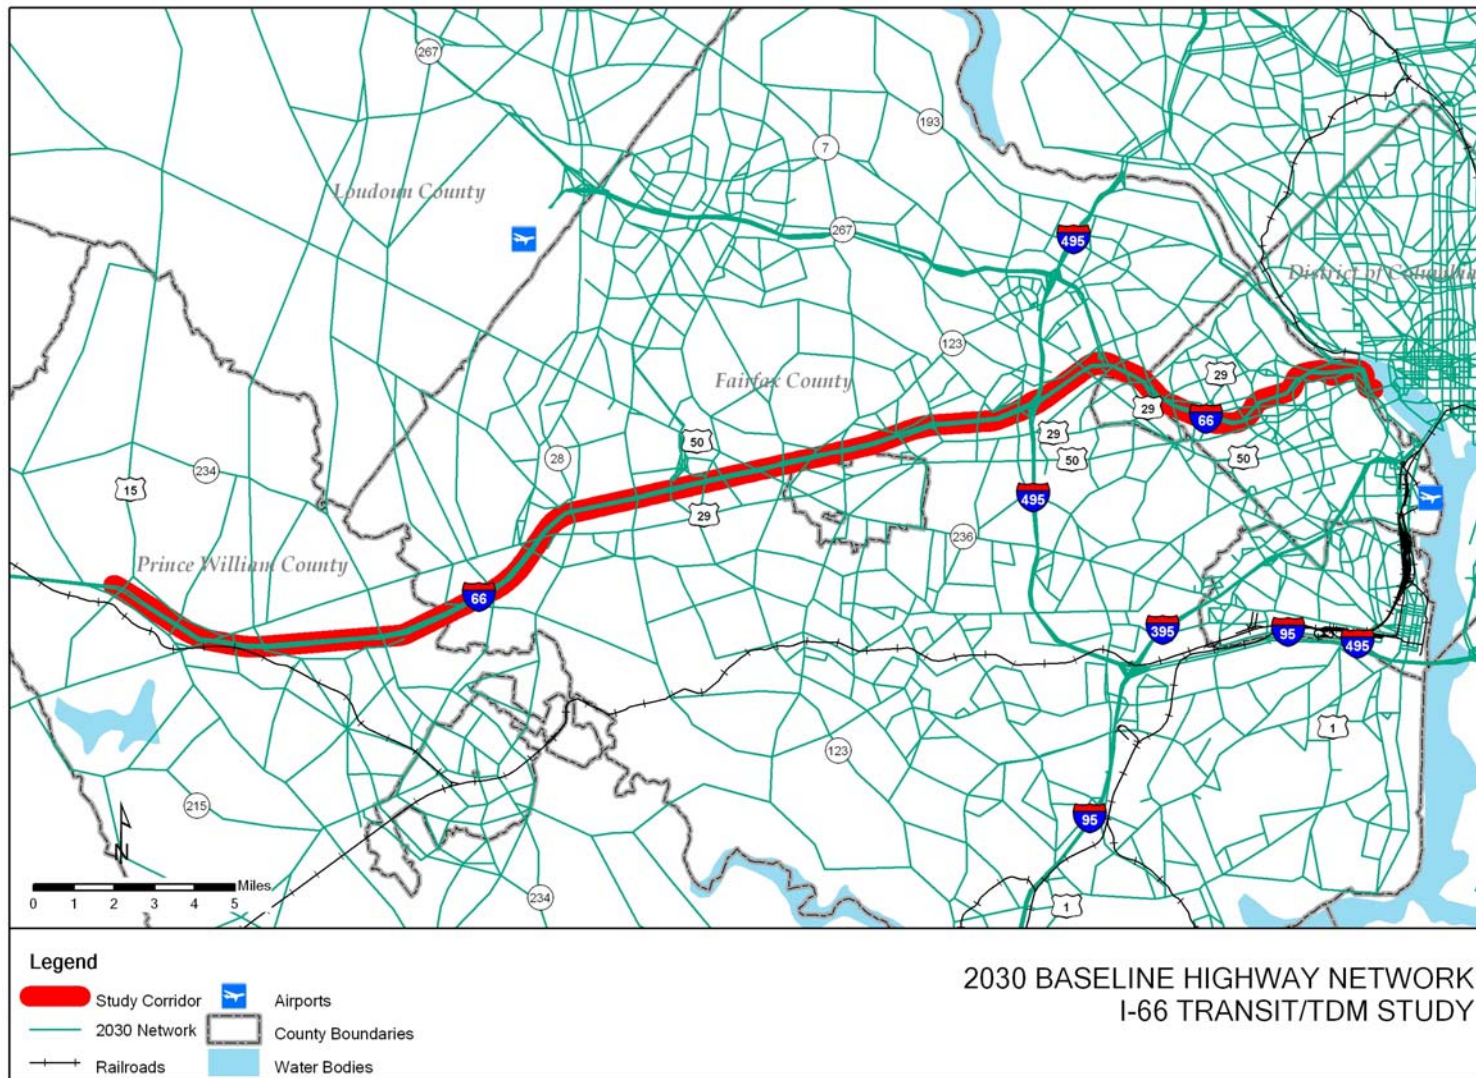 267
193
7
Loudoun County
267
495
District of Columbia
123
Fairfax County
29
29
66
50
29
50
50
28
234
15
495
29
236
Prince William County
66
395
95
495
1
123
215
95
234
1
N
Miles
0 1 2 3 4 5
Legend
Study Corridor
Airports
2030 Network
County Boundaries
Railroads
Water Bodies
2030 BASELINE HIGHWAY NETWORK
I-66 TRANSIT/TDM STUDY